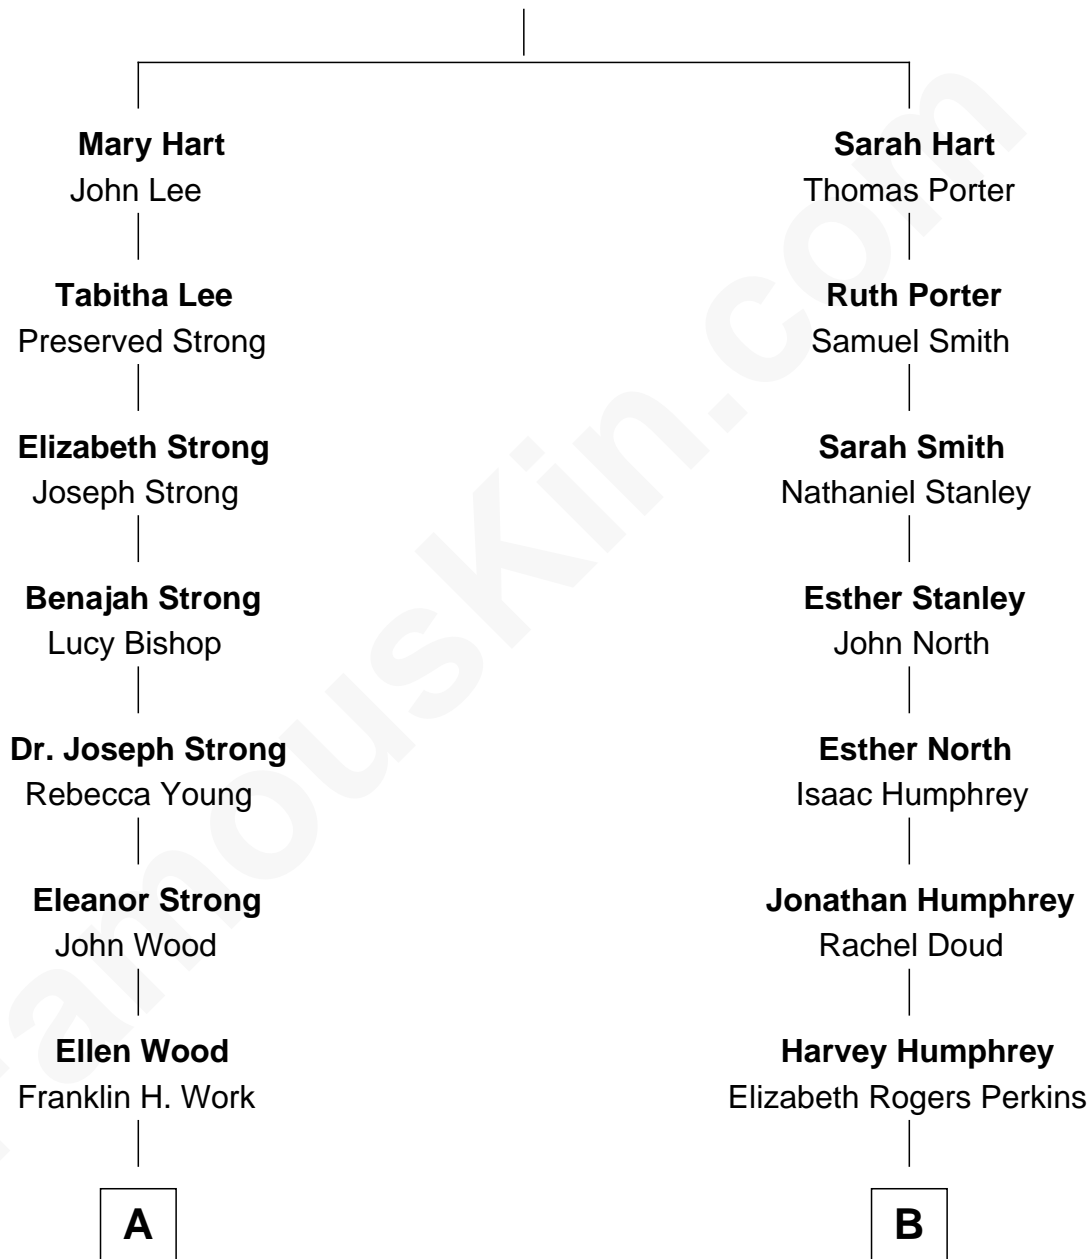 Mary Hart
John Lee
Sarah Hart
Thomas Porter
Tabitha Lee
Preserved Strong
Ruth Porter
Samuel Smith
Elizabeth Strong
Joseph Strong
Sarah Smith
Nathaniel Stanley
Benajah Strong
Lucy Bishop
Esther Stanley
John North
Dr. Joseph Strong
Rebecca Young
Esther North
Isaac Humphrey
Eleanor Strong
John Wood
Jonathan Humphrey
Rachel Doud
Ellen Wood
Franklin H. Work
Harvey Humphrey
Elizabeth Rogers Perkins
A
B
FamousKin.com